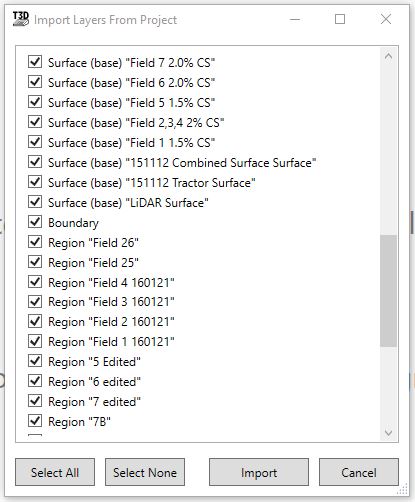 T3D Import Layers From Project
Surface (base) "Field 7 2.0% CS"
Surface (base) "Field 6 2.0% CS"
Surface (base) "Field 5 1.5% CS"
Surface (base) "Field 2,3,4 2% CS"
Surface (base) "Field 1 1.5% CS"
Surface (base) "151112 Combined Surface Surface"
Surface (base) "151112 Tractor Surface"
Surface (base) "LiDAR Surface"
Boundary
Region "Field 26"
Region "Field 25"
Region "Field 4 160121"
Region "Field 3 160121"
Region "Field 2 160121"
Region "Field 1 160121"
Region "5 Edited"
Region "6 edited"
Region "7 edited"
Region "7B"
Select All Select None Import Cancel